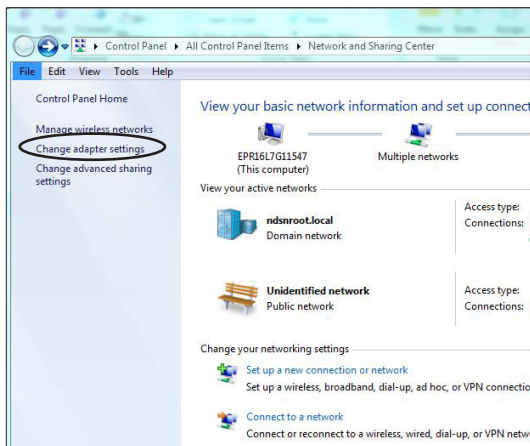 Control Panel ▸ All Control Panel Items ▸ Network and Sharing Center
File Edit View Tools Help
Control Panel Home
Manage wireless networks
Change adapter settings
Change advanced sharing
settings
View your basic network information and set up connect
EPR16L7G11547
(This computer)
Multiple networks
View your active networks
ndsnroot.local
Domain network
Access type:
Connections:
Unidentified network
Public network
Access type:
Connections:
Change your networking settings
Set up a new connection or network
Set up a wireless, broadband, dial-up, ad hoc, or VPN connectio
Connect to a network
Connect or reconnect to a wireless, wired, dial-up, or VPN netw